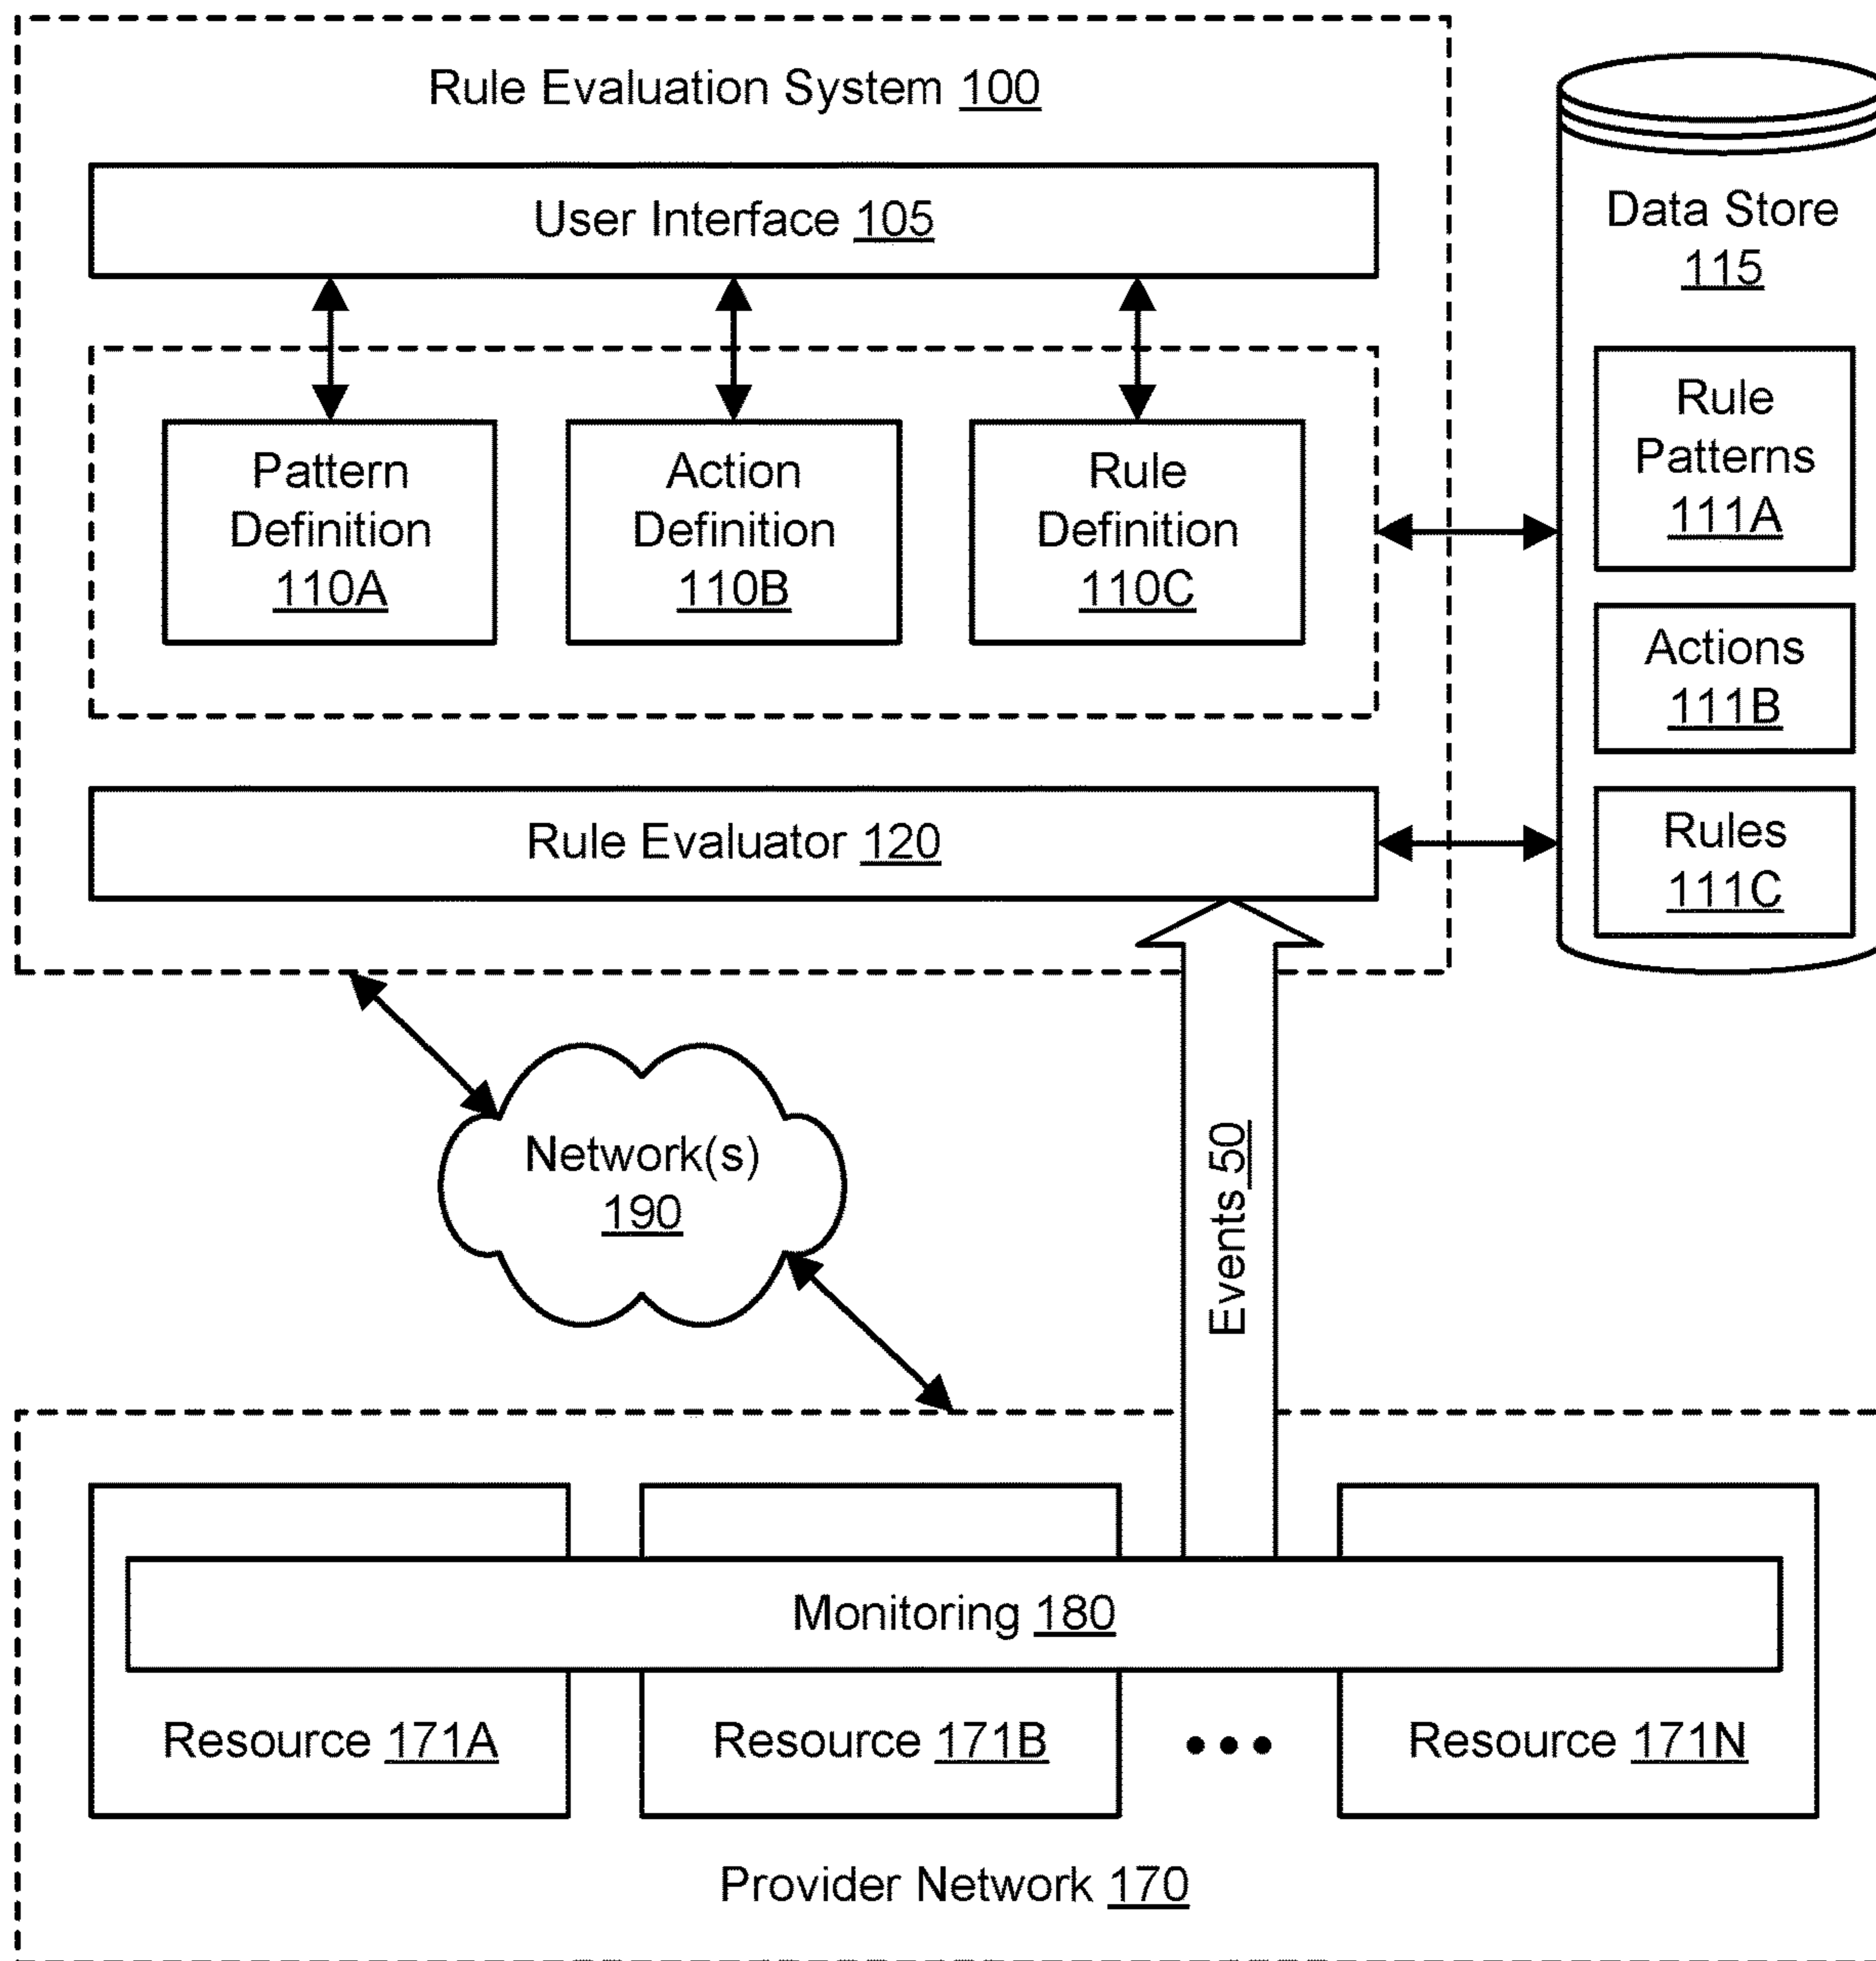 Rule Evaluation System 100
User Interface 105
Pattern
Definition
110A
Action
Definition
110B
Rule
Definition
110C
Rule Evaluator 120
Data Store
115
Rule
Patterns
111A
Actions
111B
Rules
111C
Network(s)
190
Events 50
Monitoring 180
Resource 171A
Resource 171B
Resource 171N
Provider Network 170